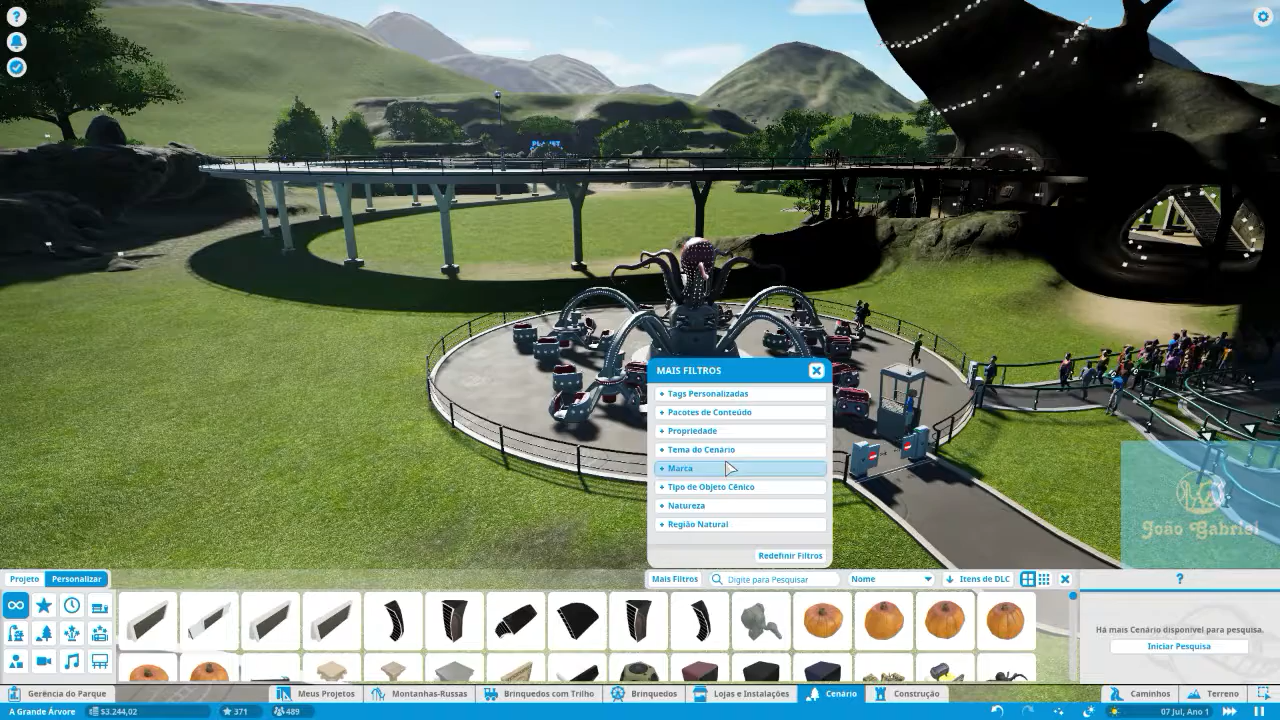 PLANET
MAIS FILTROS
+ Tags Personalizadas
+ Pacotes de Conteúdo
+ Propriedade
+ Tema do Cenário
+ Marca
+ Tipo de Objeto Cênico
+ Natureza
+ Região Natural
Redefinir Filtros
João Gabriel
Projeto
Personalizar
Mais Filtros
Digite para Pesquisar
Nome
Itens de DLC
?
Há mais Cenário disponível para pesquisa.
Iniciar Pesquisa
Gerência do Parque
Meus Projetos
Montanhas-Russas
Brinquedos com Trilho
Brinquedos
Lojas e Instalações
Cenário
Construção
Caminhos
Terreno
A Grande Árvore
$3.244,02
371
489
07 Jul, Ano 1